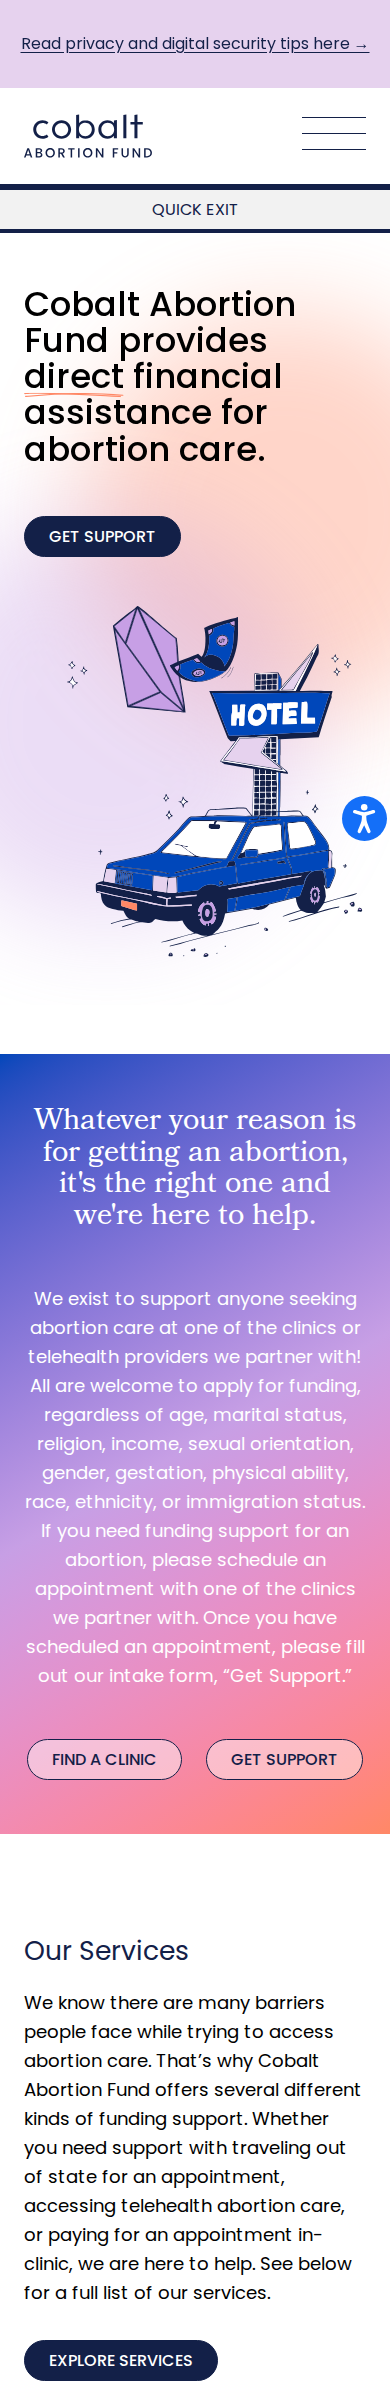 Read privacy and digital security tips here →
cobalt
ABORTION FUND
QUICK EXIT
Cobalt Abortion
Fund provides
direct financial
assistance for
abortion care.
GET SUPPORT
HOTEL
Whatever your reason is
for getting an abortion,
it's the right one and
we're here to help.
We exist to support anyone seeking
abortion care at one of the clinics or
telehealth providers we partner with!
All are welcome to apply for funding,
regardless of age, marital status,
religion, income, sexual orientation,
gender, gestation, physical ability,
race, ethnicity, or immigration status.
If you need funding support for an
abortion, please schedule an
appointment with one of the clinics
we partner with. Once you have
scheduled an appointment, please fill
out our intake form, “Get Support.”
FIND A CLINIC
GET SUPPORT
Our Services
We know there are many barriers
people face while trying to access
abortion care. That’s why Cobalt
Abortion Fund offers several different
kinds of funding support. Whether
you need support with traveling out
of state for an appointment,
accessing telehealth abortion care,
or paying for an appointment in-
clinic, we are here to help. See below
for a full list of our services.
EXPLORE SERVICES